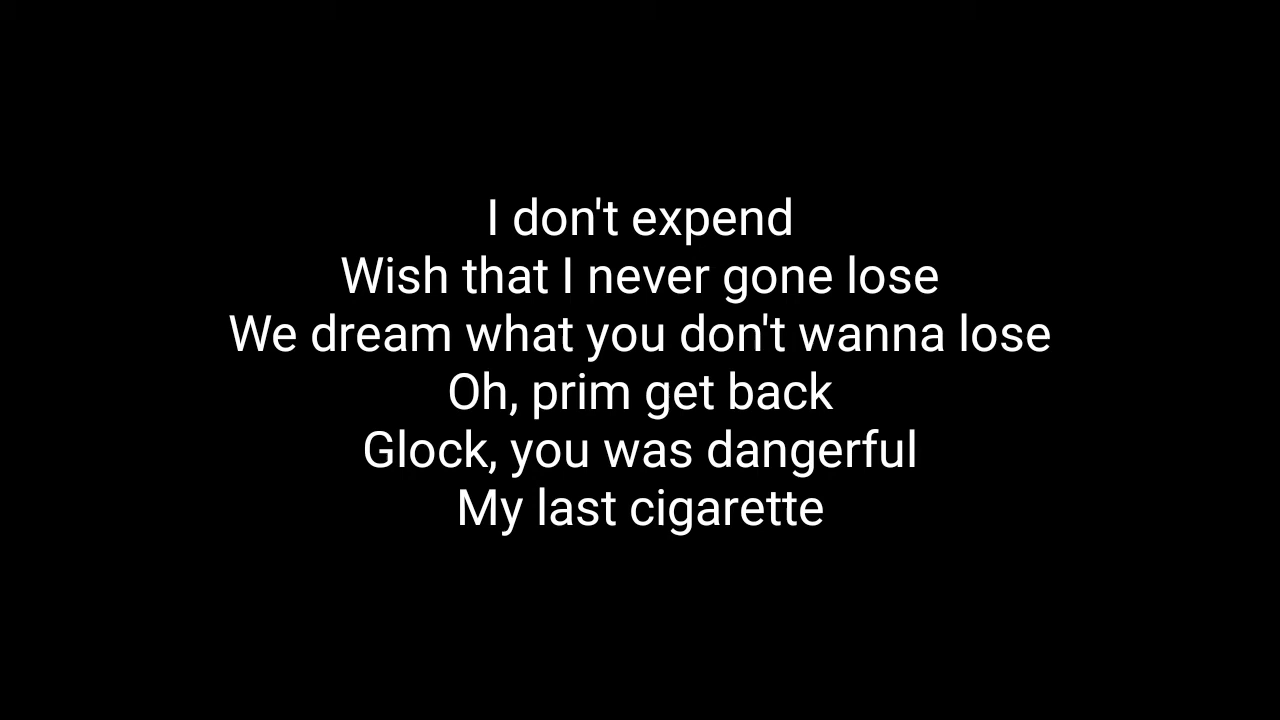 I don't expend
Wish that I never gone lose
We dream what you don't wanna lose
Oh, prim get back
Glock, you was dangerful
My last cigarette